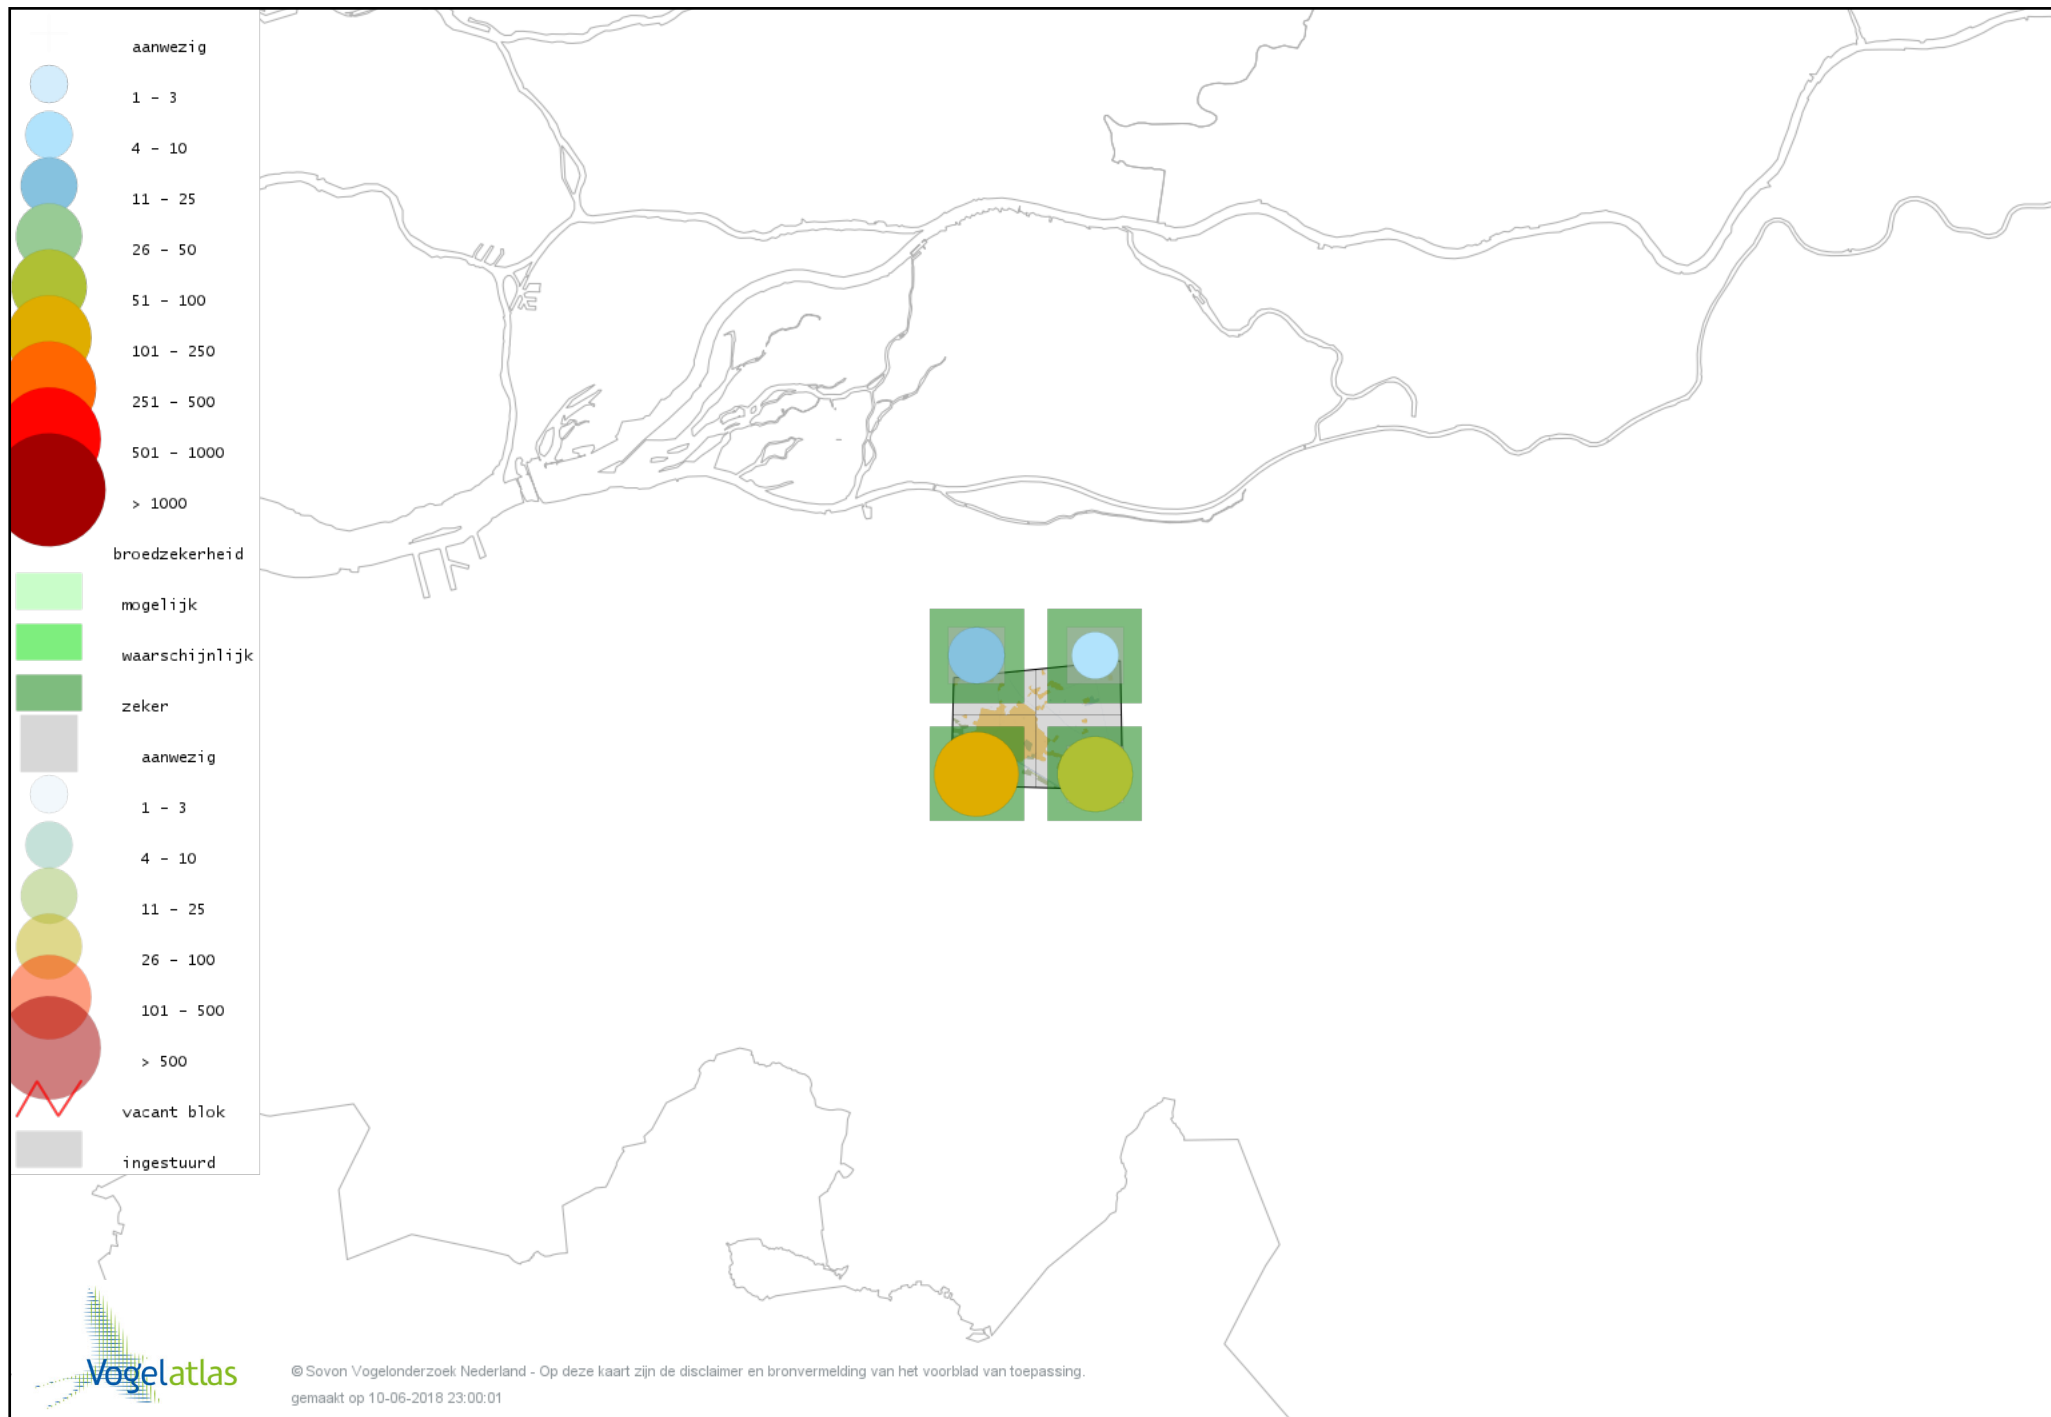 aanwezig
1 - 3
4 - 10
11 - 25
26 - 50
51 - 100
101 - 250
251 - 500
501 - 1000
> 1000
broedzekerheid
mogelijk
waarschijnlijk
zeker
aanwezig
1 - 3
4 - 10
11 - 25
26 - 100
101 - 500
> 500
vacant blok
ingestuurd
Vogelatlas
© Sovon Vogelonderzoek Nederland - Op deze kaart zijn de disclaimer en bronvermelding van het voorblad van toepassing.
gemaakt op 10-06-2018 23:00:01